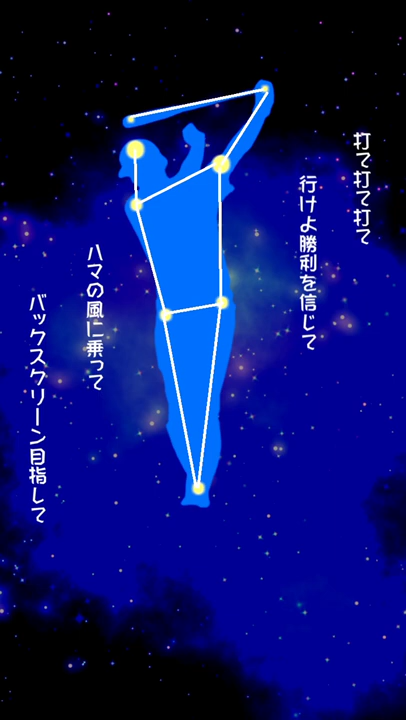 打て打て打て
行けよ勝利を信じて
ハマの風に乗って
バックスクリーン目指して